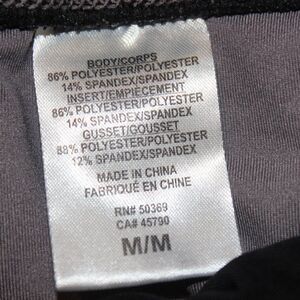 BODY/CORPS
86% POLYESTER/POLYESTER
14% SPANDEX/SPANDEX
INSERT/EMPIECEMENT
86% POLYESTER/POLYESTER
14% SPANDEX/SPANDEX
GUSSET/GOUSSET
88% POLYESTER/POLYESTER
12% SPANDEX/SPANDEX
MADE IN CHINA
FABRIQUÉ EN CHINE
RN# 50369
CA# 45790
M/M